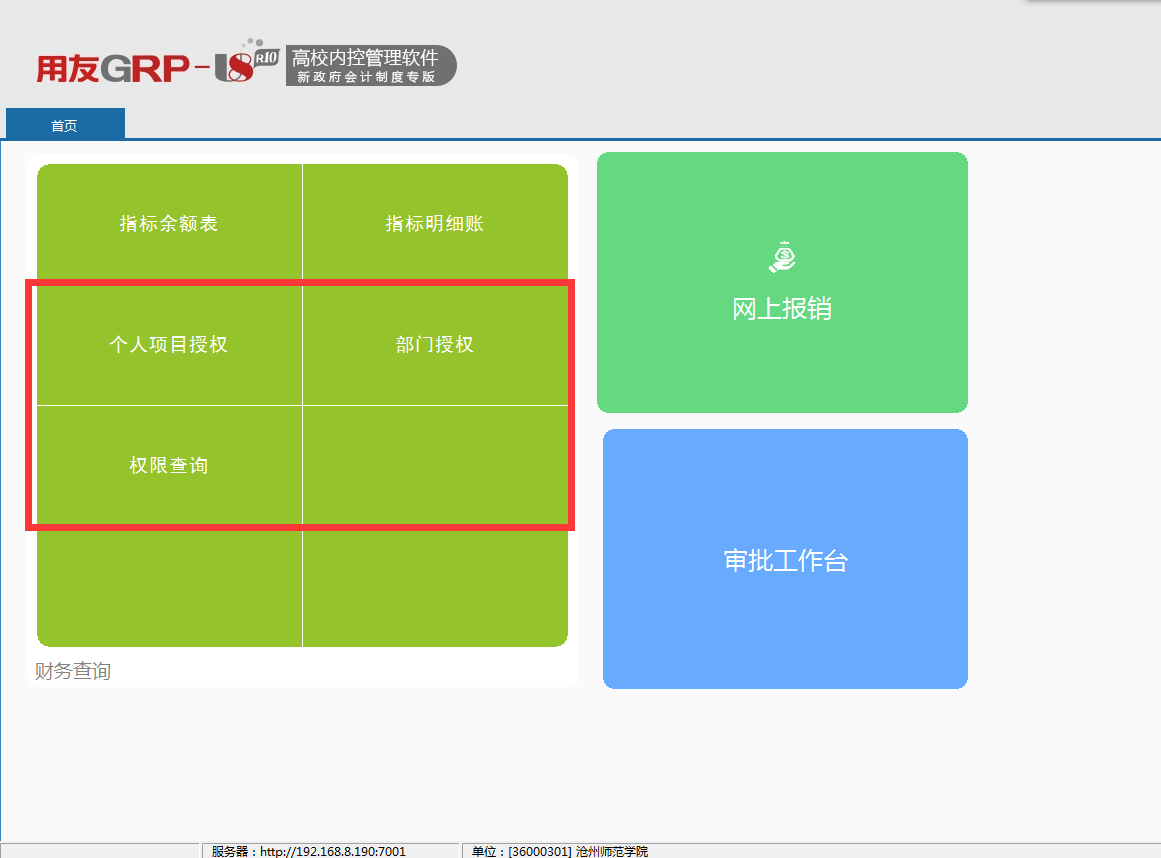 用友GRP-U8 R10 高校内控管理软件
新政府会计制度专版
首页
指标余额表 指标明细账
个人项目授权 部门授权
权限查询
财务查询
网上报销
审批工作台
服务器：http://192.168.8.190:7001 单位：[36000301] 沧州师范学院